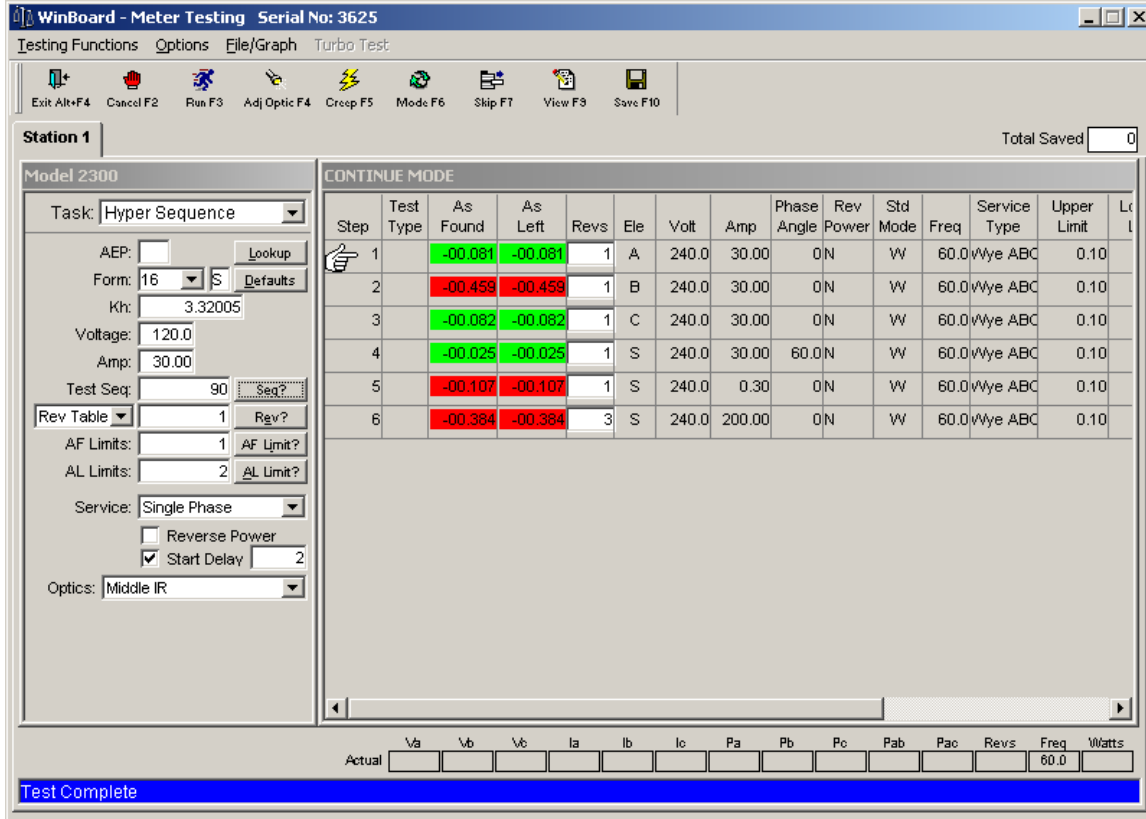 WinBoard - Meter Testing Serial No: 3625
Testing Functions Options File/Graph Turbo Test
Exit Alt+F4 Cancel F2 Run F3 Adj Optic F4 Creep F5 Mode F6 Skip F7 View F9 Save F10
Station 1
Total Saved 0
Model 2300
Task: Hyper Sequence
AEP: Lookup
Form: 16 S Defaults
Kh: 3.32005
Voltage: 120.0
Amp: 30.00
Test Seq: 90 Seq?
Rev Table 1 Rev?
AF Limits: 1 AF Limit?
AL Limits: 2 AL Limit?
Service: Single Phase
Reverse Power
Start Delay 2
Optics: Middle IR
CONTINUE MODE
Step Test Type As Found As Left Revs Ele Volt Amp Phase Angle Rev Power Std Mode Freq Service Type Upper Limit
1 -00.081 -00.081 1 A 240.0 30.00 0 N W 60.0 Wye ABC 0.10
2 -00.459 -00.459 1 B 240.0 30.00 0 N W 60.0 Wye ABC 0.10
3 -00.082 -00.082 1 C 240.0 30.00 0 N W 60.0 Wye ABC 0.10
4 -00.025 -00.025 1 S 240.0 30.00 60.0 N W 60.0 Wye ABC 0.10
5 -00.107 -00.107 1 S 240.0 0.30 0 N W 60.0 Wye ABC 0.10
6 -00.384 -00.384 3 S 240.0 200.00 0 N W 60.0 Wye ABC 0.10
Va Vb Vc Ia Ib Ic Pa Pb Pc Pab Pac Revs Freq Watts
Actual 60.0
Test Complete